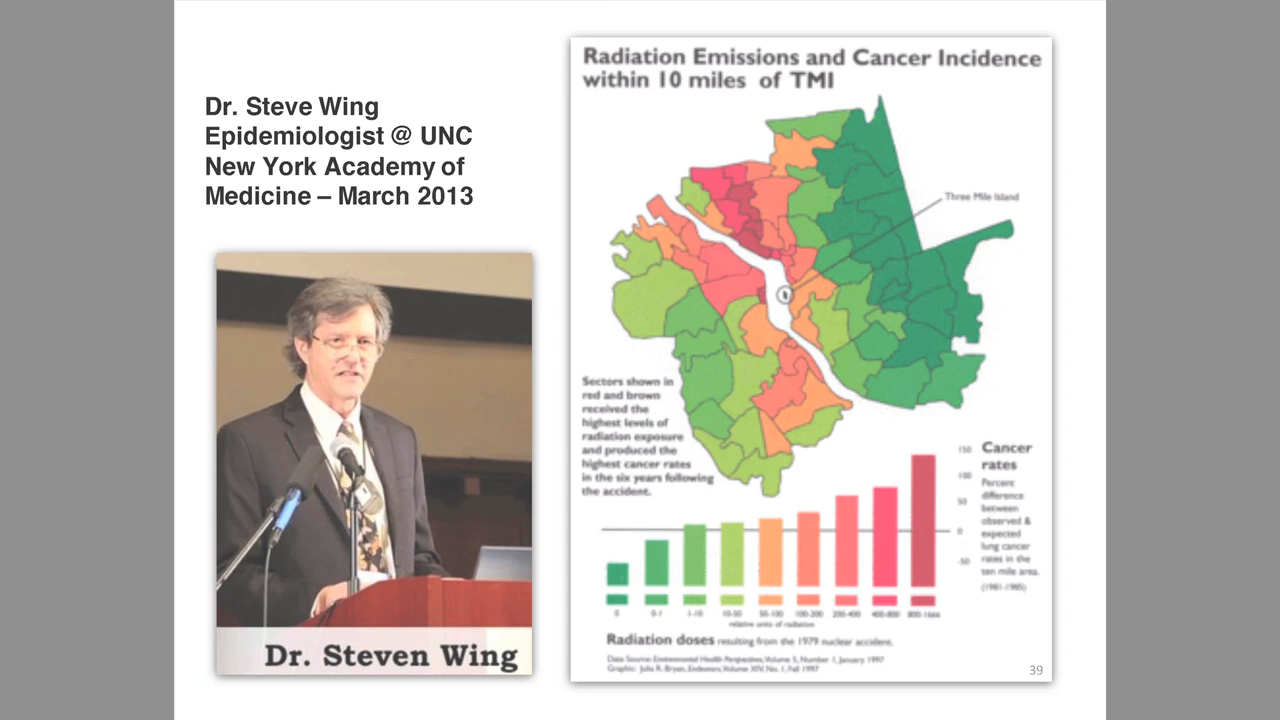 Dr. Steve Wing
Epidemiologist @ UNC
New York Academy of
Medicine – March 2013
Dr. Steven Wing
Radiation Emissions and Cancer Incidence
within 10 miles of TMI
Three Mile Island
Sectors shown in
red and brown
received the
highest levels of
radiation exposure
and produced the
highest cancer rates
in the six years following
the accident.
150
100
50
0
-50
Cancer
rates
Percent
difference
between
observed &
expected
lung cancer
rates in the
ten mile area.
(1981-1985)
0 0-1 1-10 10-50 50-100 100-200 200-400 400-800 800-1666
relative units of radiation
Radiation doses resulting from the 1979 nuclear accident.
Data Source: Environmental Health Perspectives, Volume 5, Number 1, January 1997
Graphic: Julia R. Bryan, Endeavors, Volume XIV, No. 1, Fall 1997
39